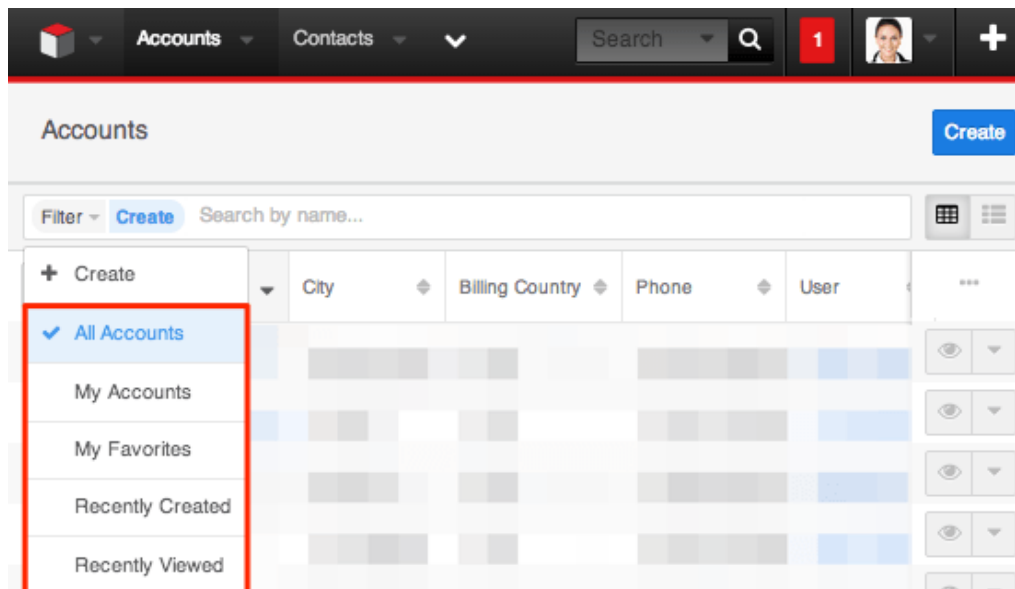 Accounts Contacts Search 1
Accounts Create
Filter Create Search by name...
+ Create
City Billing Country Phone User
All Accounts
My Accounts
My Favorites
Recently Created
Recently Viewed